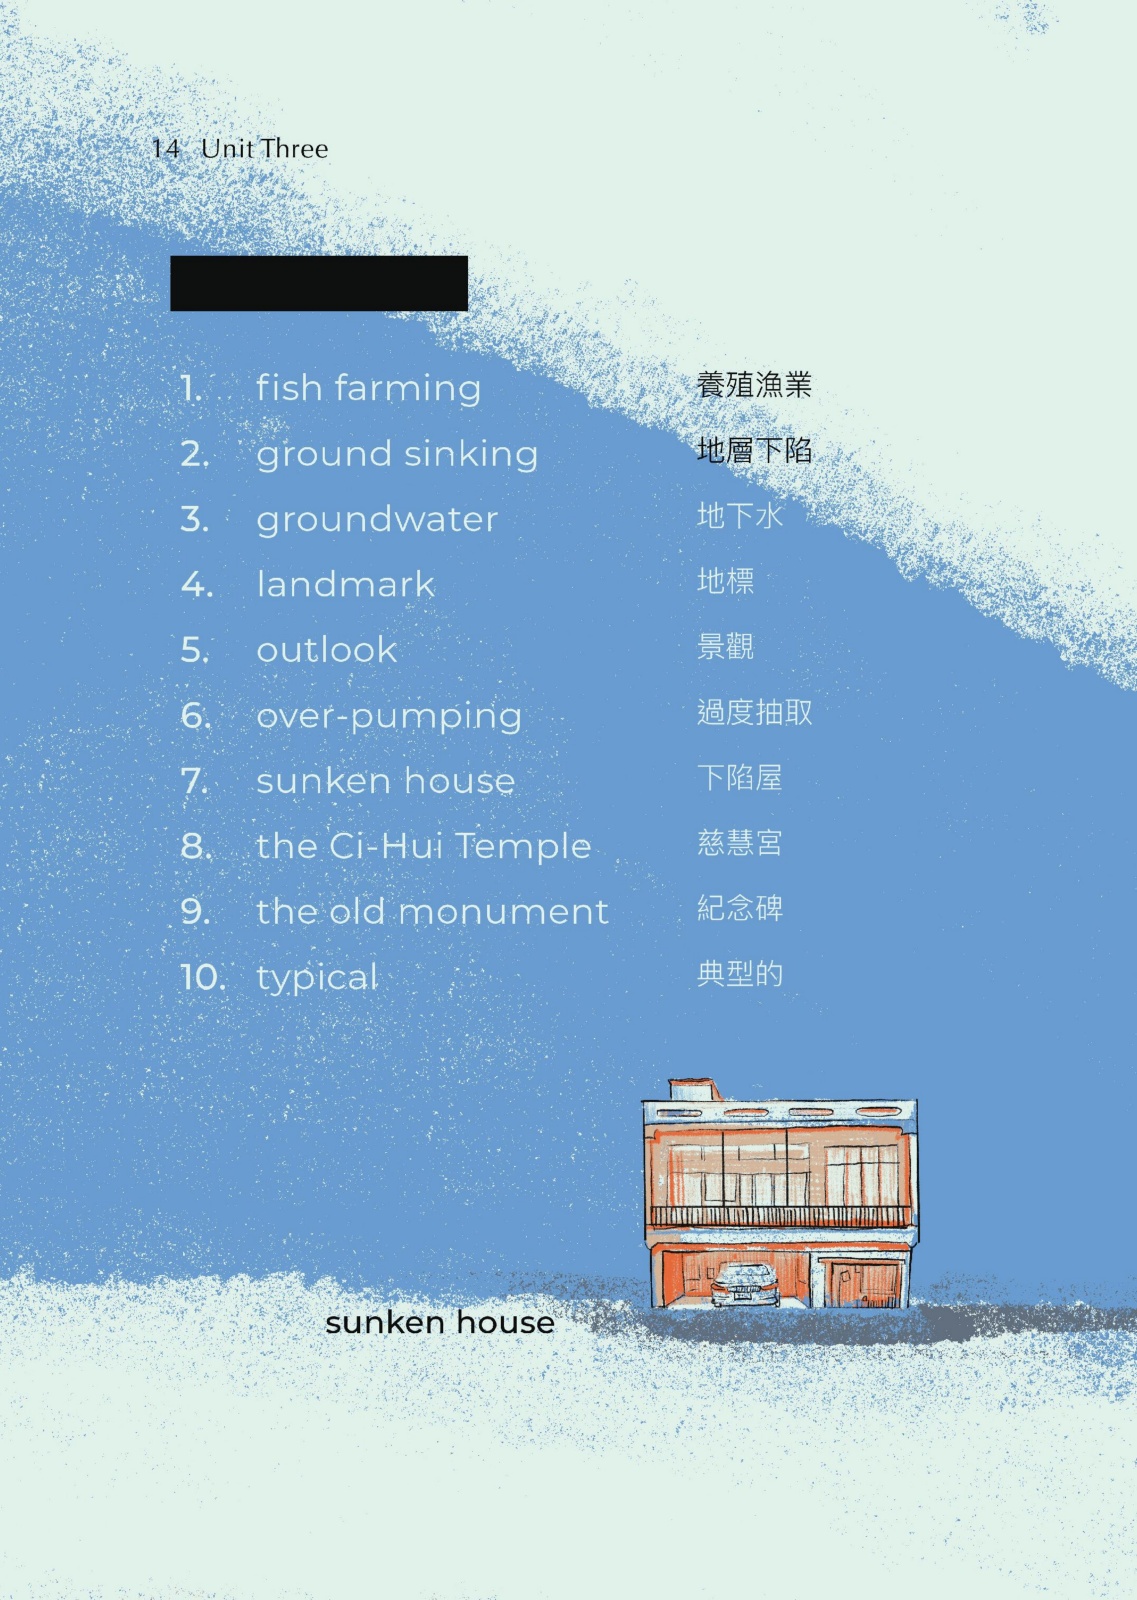 14 Unit Three
1. fish farming 養殖漁業
2. ground sinking 地層下陷
3. groundwater 地下水
4. landmark 地標
5. outlook 景觀
6. over-pumping 過度抽取
7. sunken house 下陷屋
8. the Ci-Hui Temple 慈慧宮
9. the old monument 紀念碑
10. typical 典型的
sunken house